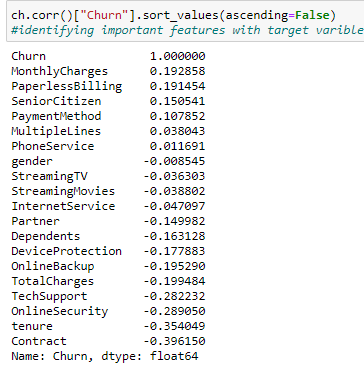 ch.corr()["Churn"].sort_values(ascending=False)
#identifying important features with target varible
Churn 1.000000
MonthlyCharges 0.192858
PaperlessBilling 0.191454
SeniorCitizen 0.150541
PaymentMethod 0.107852
MultipleLines 0.038043
PhoneService 0.011691
gender -0.008545
StreamingTV -0.036303
StreamingMovies -0.038802
InternetService -0.047097
Partner -0.149982
Dependents -0.163128
DeviceProtection -0.177883
OnlineBackup -0.195290
TotalCharges -0.199484
TechSupport -0.282232
OnlineSecurity -0.289050
tenure -0.354049
Contract -0.396150
Name: Churn, dtype: float64